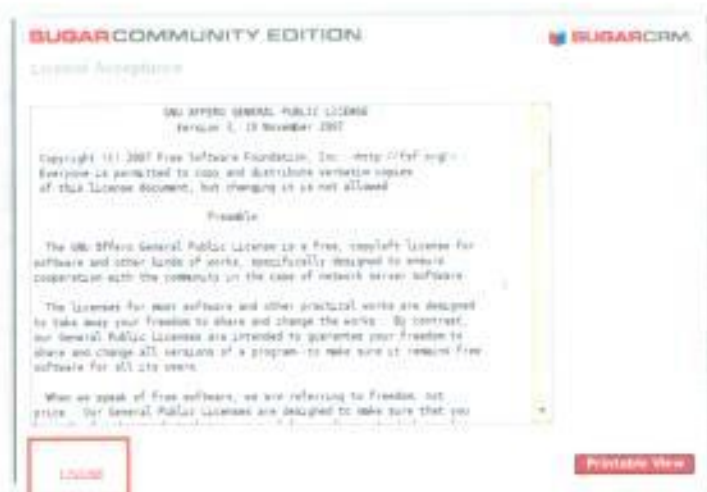 SUGARCOMMUNITY EDITION
SUGARCRM
License Acceptance
GNU AFFERO GENERAL PUBLIC LICENSE
Version 3, 19 November 2007
Copyright (C) 2007 Free Software Foundation, Inc. <http://fsf.org/>
Everyone is permitted to copy and distribute verbatim copies
of this license document, but changing it is not allowed
Preamble
The GNU Affero General Public License is a free, copyleft license for
software and other kinds of works, specifically designed to ensure
cooperation with the community in the case of network server software
The licenses for most software and other practical works are designed
to take away your freedom to share and change the works By contrast,
our General Public Licenses are intended to guarantee your freedom to
share and change all versions of a program--to make sure it remains free
software for all its users
When we speak of free software, we are referring to freedom, not
price Our General Public Licenses are designed to make sure that you
Printable View